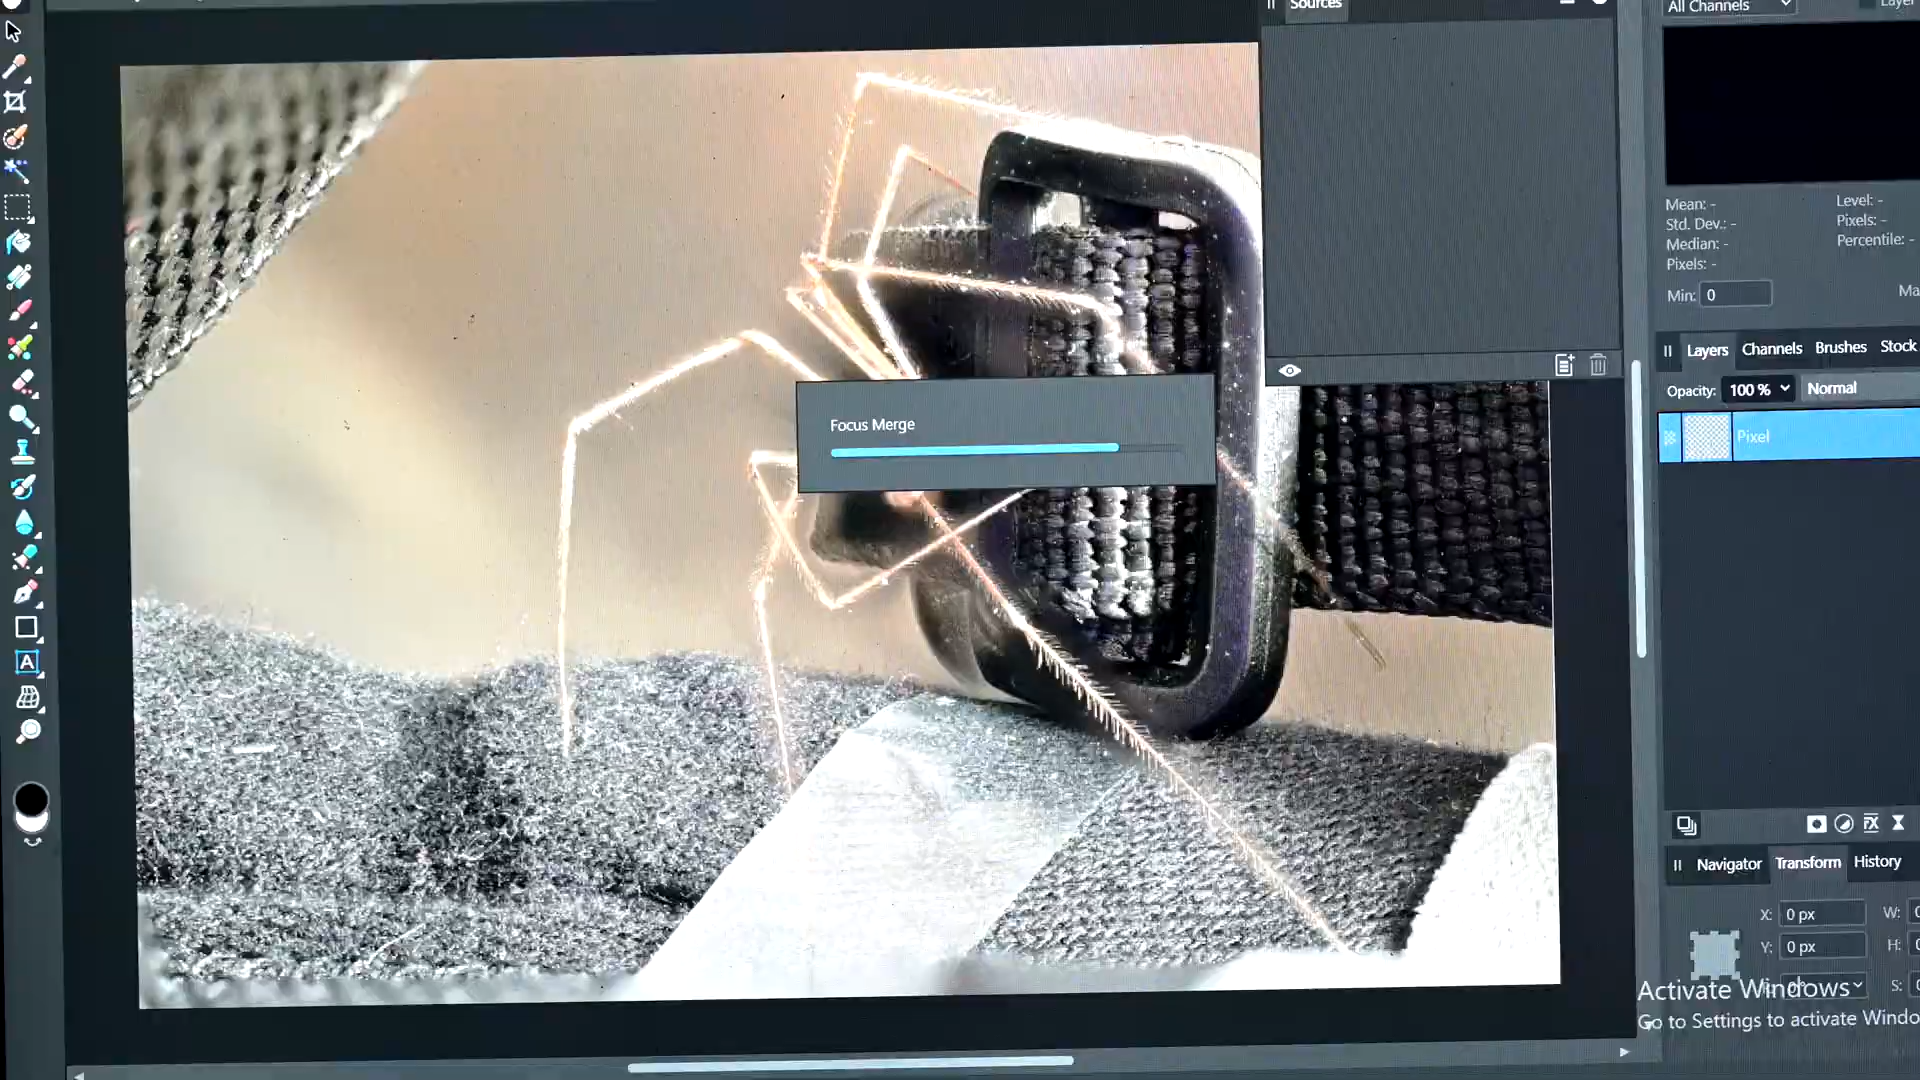 Sources
All Channels
Layer
Mean: -
Std. Dev.: -
Median: -
Pixels: -
Level: -
Pixels: -
Percentile: -
Min: 0
Layers Channels Brushes Stock
Opacity: 100 % Normal
Focus Merge
Pixel
FX
Navigator Transform History
X: 0 px W:
Y: 0 px H:
S:
Activate Windows
Go to Settings to activate Windo
A